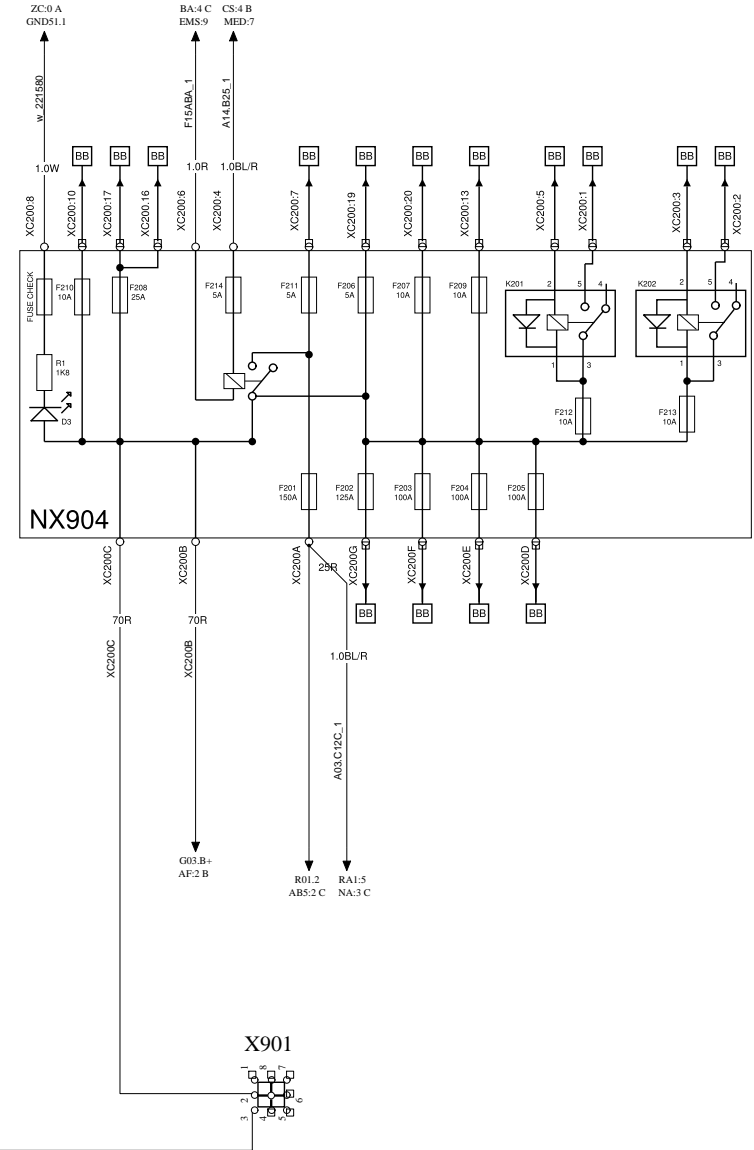 ZC:0 A
GND51.1
BA:4 C
EMS:9
CS:4 B
MED:7
w_221580
F15ABA_1
A14.B25_1
BB
BB
BB
BB
BB
BB
BB
BB
BB
BB
BB
1.0W
1.0R
1.0BL/R
XC200:8
XC200:10
XC200:17
XC200:16
XC200:6
XC200:4
XC200:7
XC200:19
XC200:20
XC200:13
XC200:5
XC200:1
XC200:3
XC200:2
FUSE CHECK
F210
10A
F208
25A
F214
5A
F211
5A
F206
5A
F207
10A
F209
10A
K201
2
5
4
1
3
K202
2
5
4
1
3
R1
1K8
D3
F212
10A
F213
10A
F201
150A
F202
125A
F203
100A
F204
100A
F205
100A
NX904
XC200C
XC200B
XC200A
25R
XC200G
XC200F
XC200E
XC200D
BB
BB
BB
BB
70R
70R
XC200C
XC200B
1.0BL/R
A03.C12C_1
G03.B+
AF:2 B
R01.2
AB5:2 C
RA1:5
NA:3 C
X901
1
8
7
2
6
3
4
5